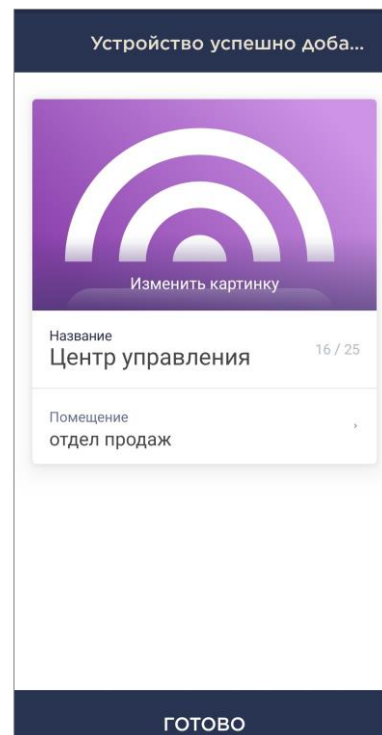 Устройство успешно доба...
Изменить картинку
Название
Центр управления
16 / 25
Помещение
отдел продаж
ГОТОВО